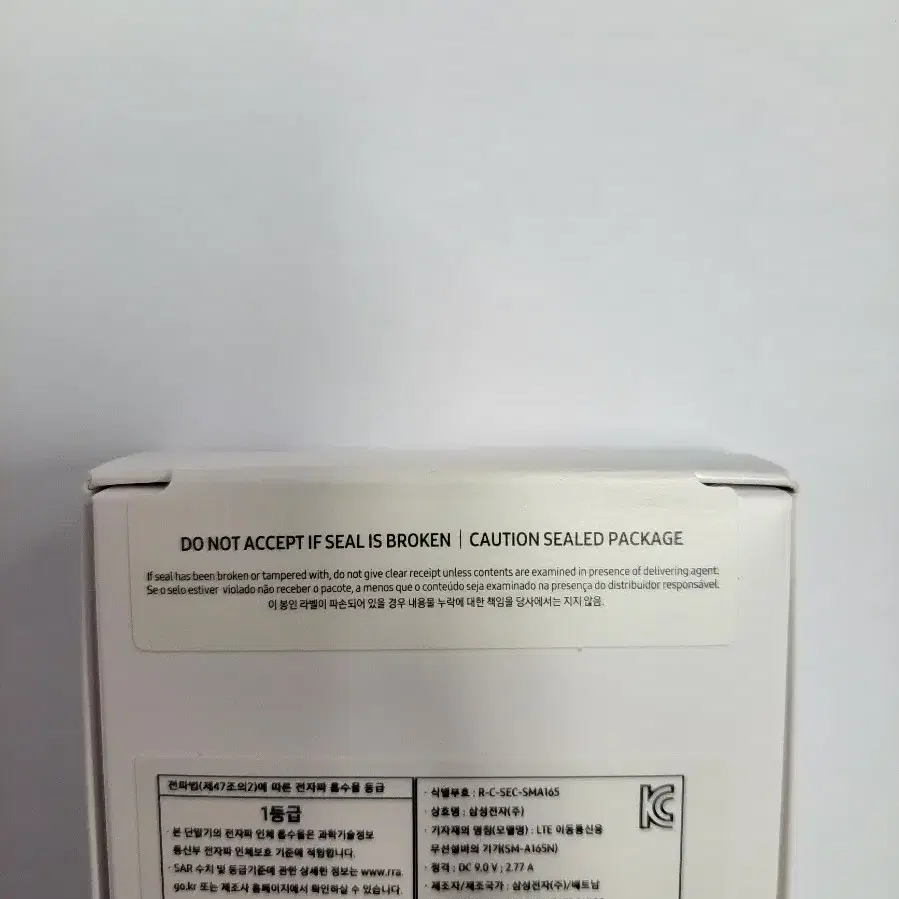 DO NOT ACCEPT IF SEAL IS BROKEN | CAUTION SEALED PACKAGE
If seal has been broken or tampered with, do not give clear receipt unless contents are examined in presence of delivering agent.
Se o selo estiver violado não receber o pacote, a menos que o conteúdo seja examinado na presença do distribuidor responsável.
이 봉인 라벨이 파손되어 있을 경우 내용물 누락에 대한 책임을 당사에서는 지지 않음.
전파법(제47조의2)에 따른 전자파 흡수율 등급
1등급
· 본 단말기의 전자파 인체 흡수율은 과학기술정보
통신부 전자파 인체보호 기준에 적합합니다.
· SAR 수치 및 등급기준에 관한 상세한 정보는 www.rra.
go.kr 또는 제조사 홈페이지에서 확인하실 수 있습니다.
· 식별부호 : R-C-SEC-SMA165
· 상호명 : 삼성전자(주)
· 기자재의 명칭(모델명) : LTE 이동통신용
무선설비의 기기(SM-A165N)
· 정격 : DC 9.0 V ; 2.77 A
· 제조자/제조국가 : 삼성전자(주)/베트남
KC